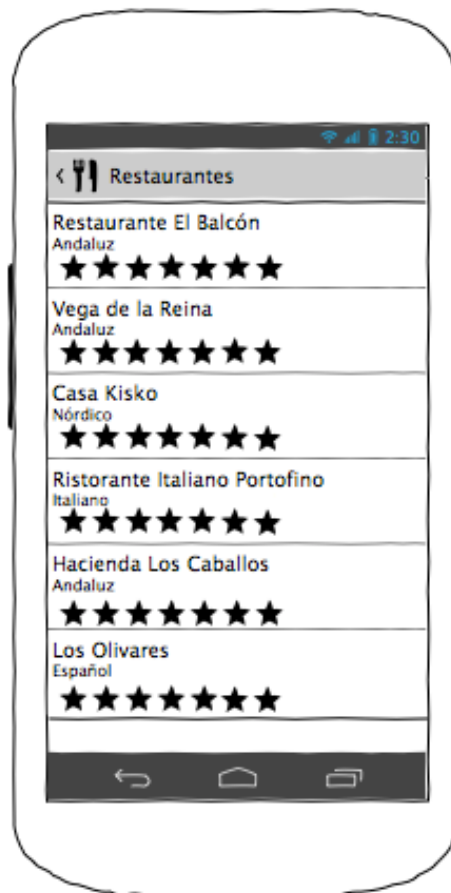 2:30
Restaurantes
Restaurante El Balcón
Andaluz
Vega de la Reina
Andaluz
Casa Kisko
Nórdico
Ristorante Italiano Portofino
Italiano
Hacienda Los Caballos
Andaluz
Los Olivares
Español